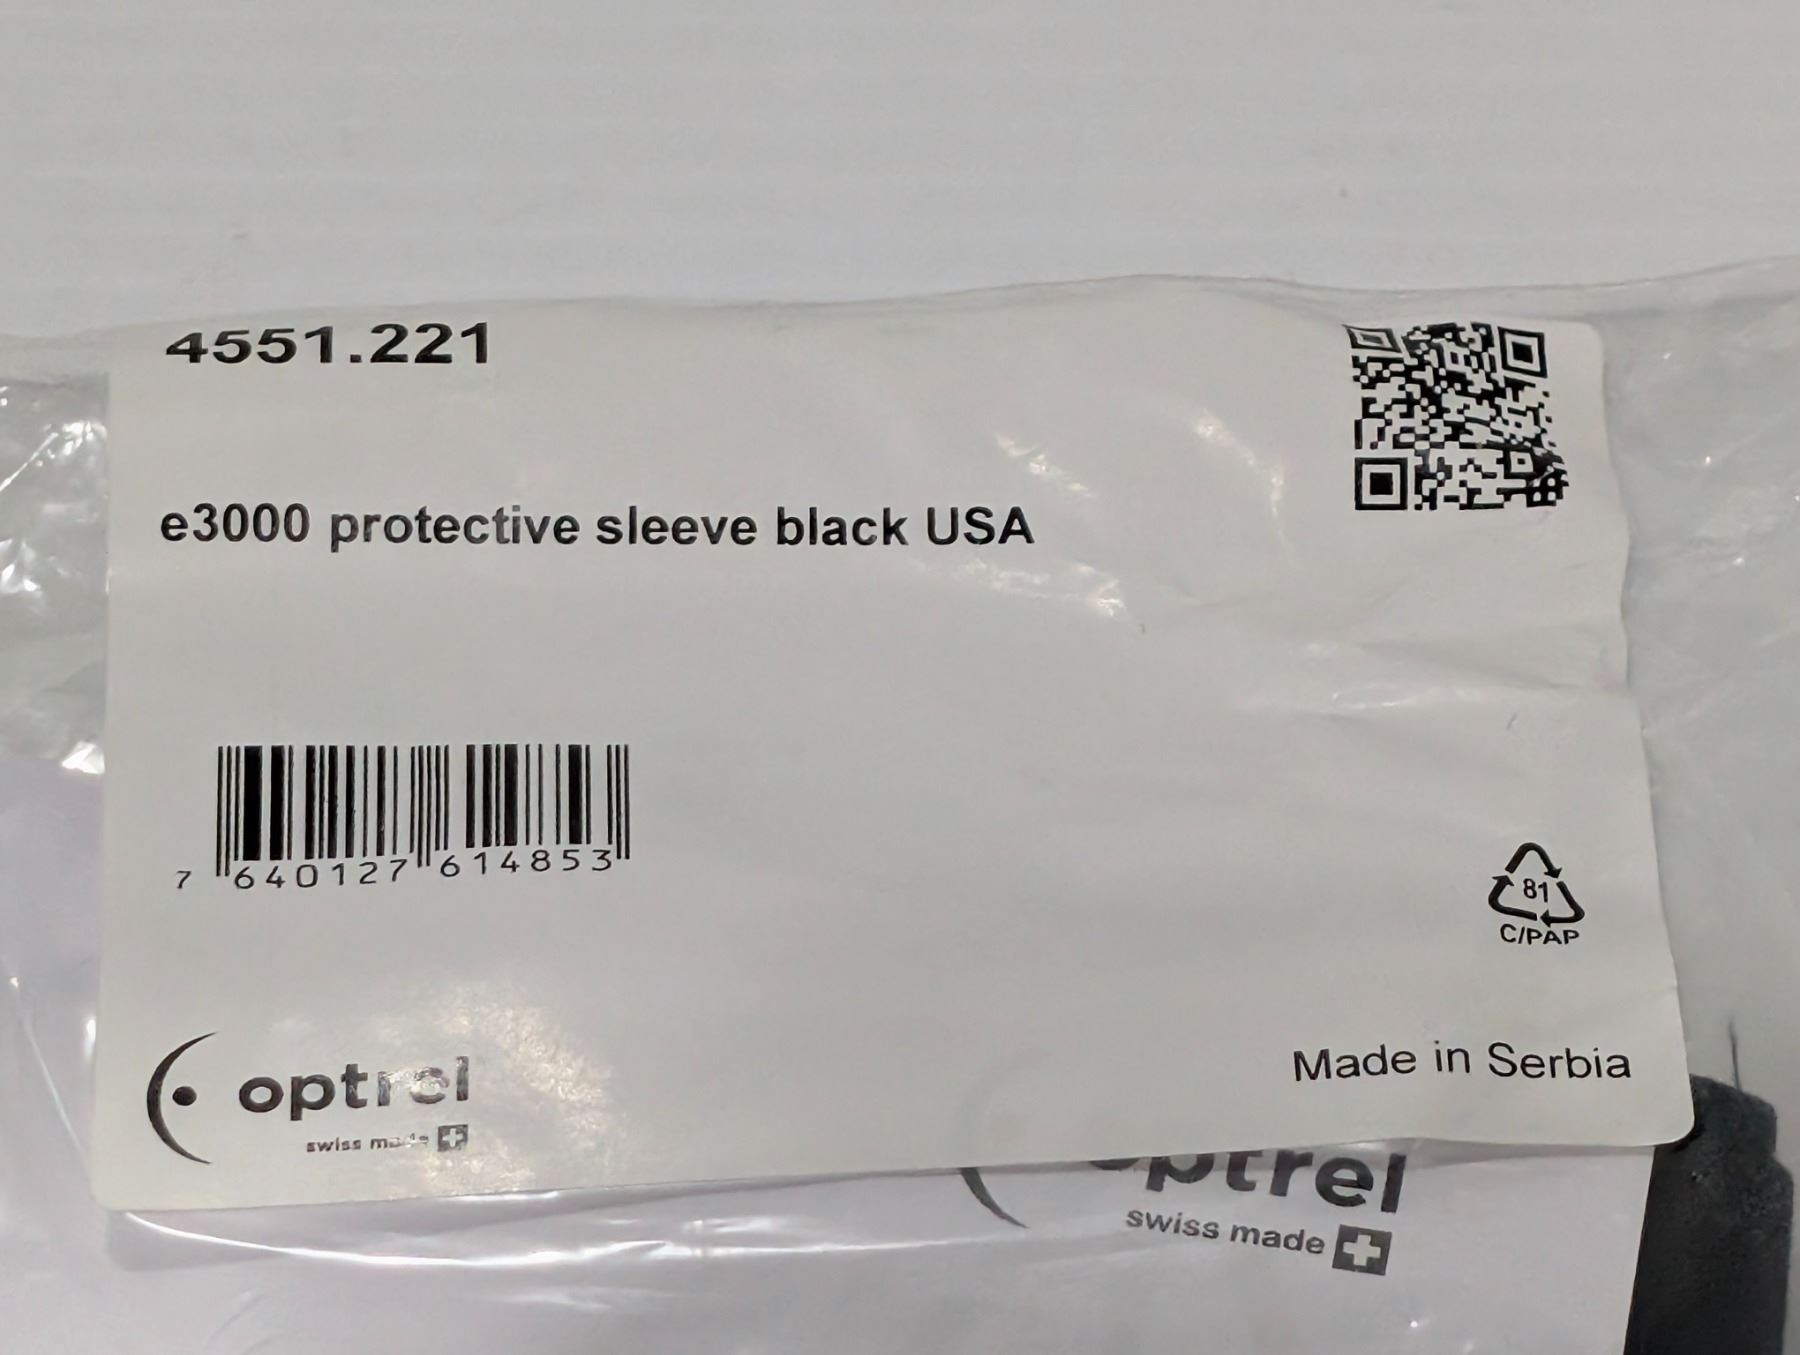 4551.221
e3000 protective sleeve black USA
7 640127 614853
81
C/PAP
optrel
swiss made
Made in Serbia
optrel
swiss made